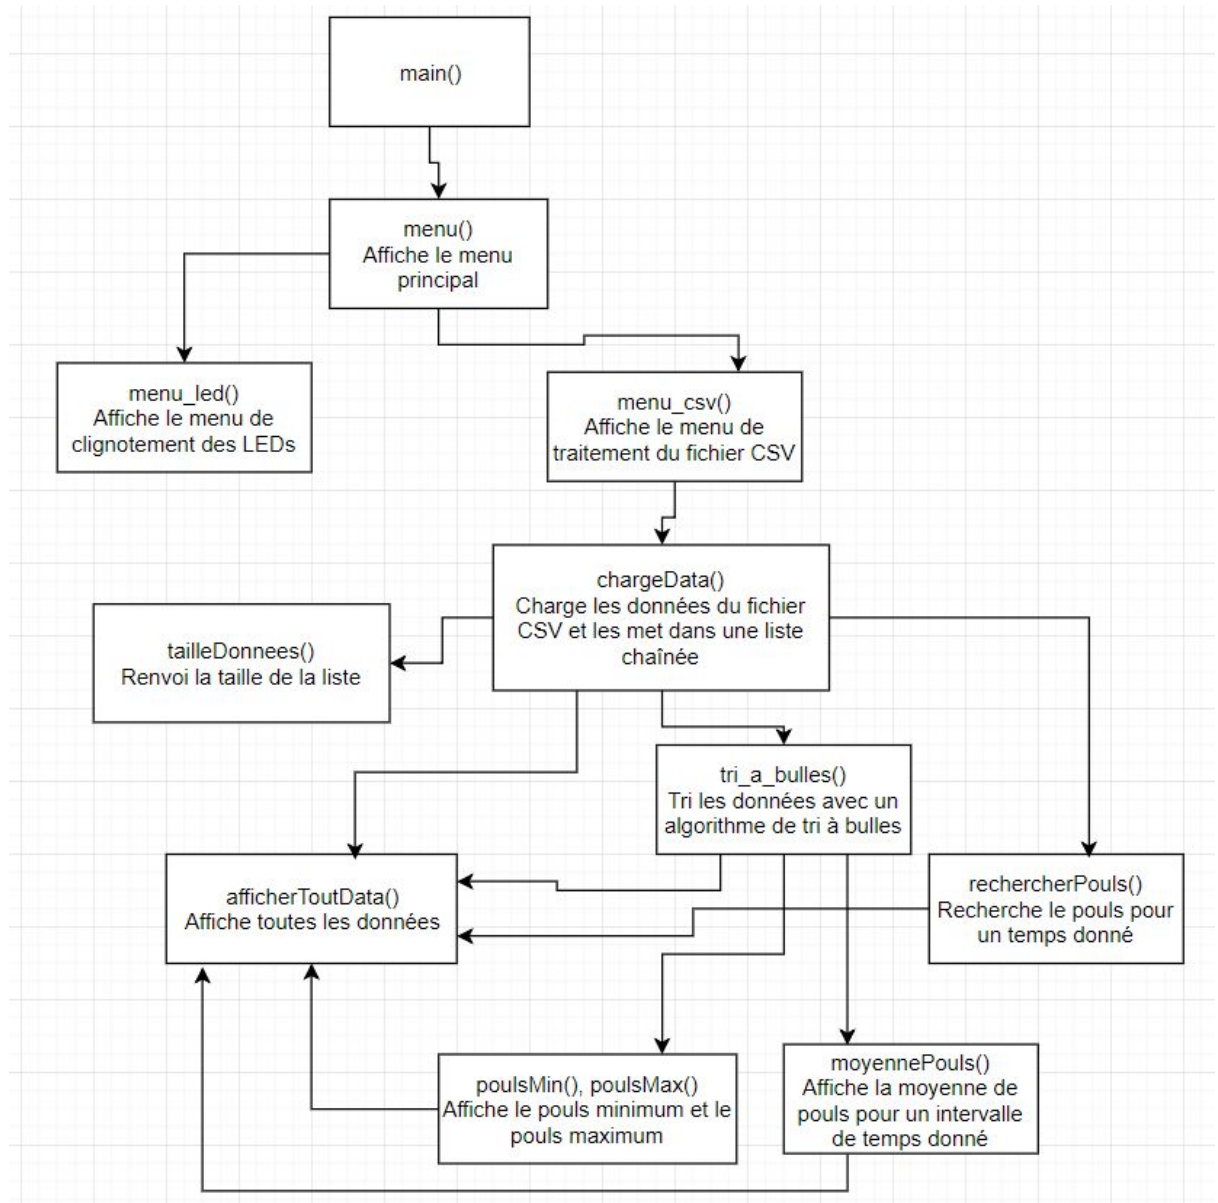 main()
menu()
Affiche le menu
principal
menu_led()
Affiche le menu de
clignotement des LEDs
menu_csv()
Affiche le menu de
traitement du fichier CSV
chargeData()
Charge les données du fichier
CSV et les met dans une liste
chaînée
tailleDonnees()
Renvoi la taille de la liste
tri_a_bulles()
Tri les données avec un
algorithme de tri à bulles
afficherToutData()
Affiche toutes les données
rechercherPouls()
Recherche le pouls pour
un temps donné
poulsMin(), poulsMax()
Affiche le pouls minimum et le
pouls maximum
moyennePouls()
Affiche la moyenne de
pouls pour un intervalle
de temps donné